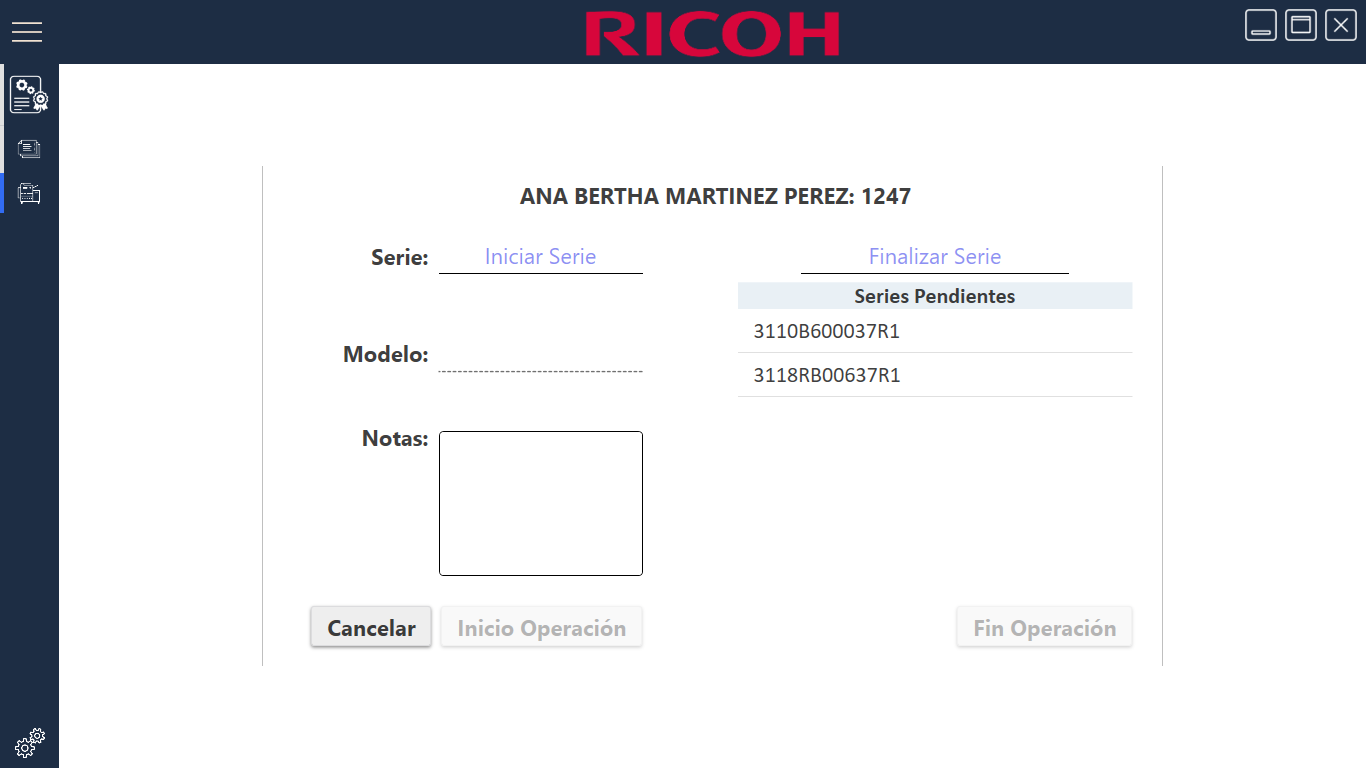 RICOH
ANA BERTHA MARTINEZ PEREZ: 1247
Serie: Iniciar Serie
Finalizar Serie
Series Pendientes
3110B600037R1
3118RB00637R1
Modelo:
Notas:
Cancelar
Inicio Operación
Fin Operación